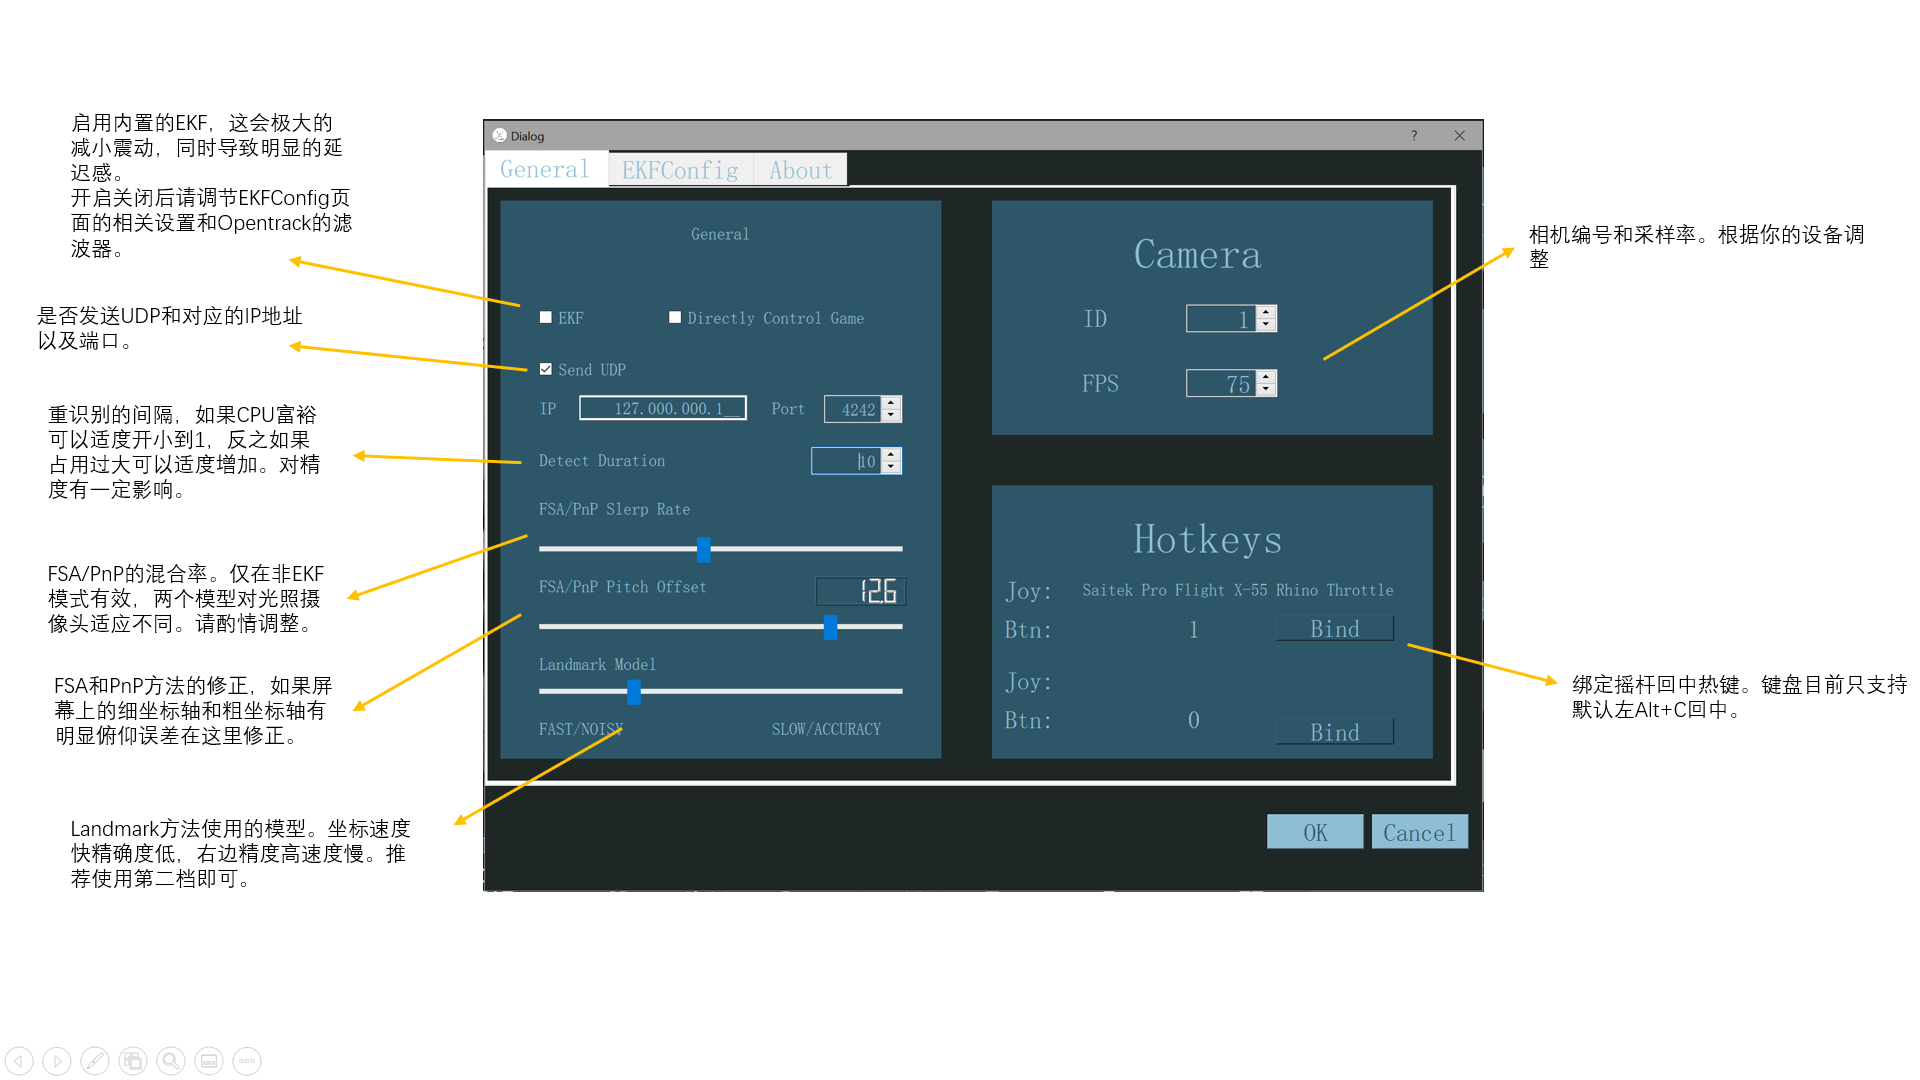 启用内置的EKF，这会极大的
减小震动，同时导致明显的延
迟感。
开启关闭后请调节EKFConfig页
面的相关设置和Opentrack的滤
波器。
是否发送UDP和对应的IP地址
以及端口。
重识别的间隔，如果CPU富裕
可以适度开小到1，反之如果
占用过大可以适度增加。对精
度有一定影响。
FSA/PnP的混合率。仅在非EKF
模式有效，两个模型对光照摄
像头适应不同。请酌情调整。
FSA和PnP方法的修正，如果屏
幕上的细坐标轴和粗坐标轴有
明显俯仰误差在这里修正。
Landmark方法使用的模型。坐标速度
快精确度低，右边精度高速度慢。推
荐使用第二档即可。
Dialog
?
General
EKFConfig
About
General
EKF
Directly Control Game
Send UDP
IP
127.000.000.1__
Port
4242
Detect Duration
10
FSA/PnP Slerp Rate
FSA/PnP Pitch Offset
12.6
Landmark Model
FAST/NOISY
SLOW/ACCURACY
Camera
ID
1
FPS
75
Hotkeys
Joy:
Saitek Pro Flight X-55 Rhino Throttle
Btn:
1
Bind
Joy:
Btn:
0
Bind
OK
Cancel
相机编号和采样率。根据你的设备调
整
绑定摇杆回中热键。键盘目前只支持
默认左Alt+C回中。